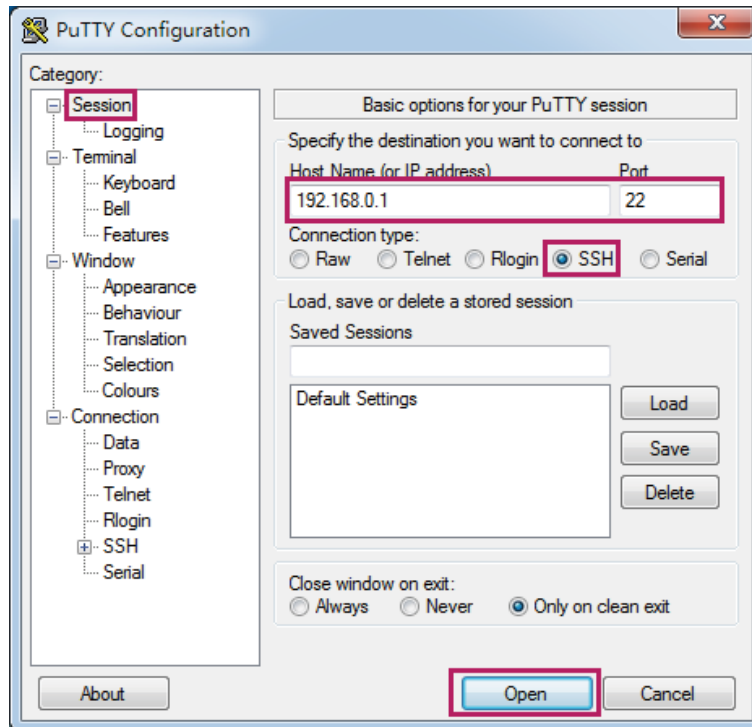 PuTTY Configuration
Category:
Session
Logging
Terminal
Keyboard
Bell
Features
Window
Appearance
Behaviour
Translation
Selection
Colours
Connection
Data
Proxy
Telnet
Rlogin
SSH
Serial
Basic options for your PuTTY session
Specify the destination you want to connect to
Host Name (or IP address) Port
192.168.0.1 22
Connection type:
Raw Telnet Rlogin SSH Serial
Load, save or delete a stored session
Saved Sessions
Default Settings
Load
Save
Delete
Close window on exit:
Always Never Only on clean exit
About Open Cancel